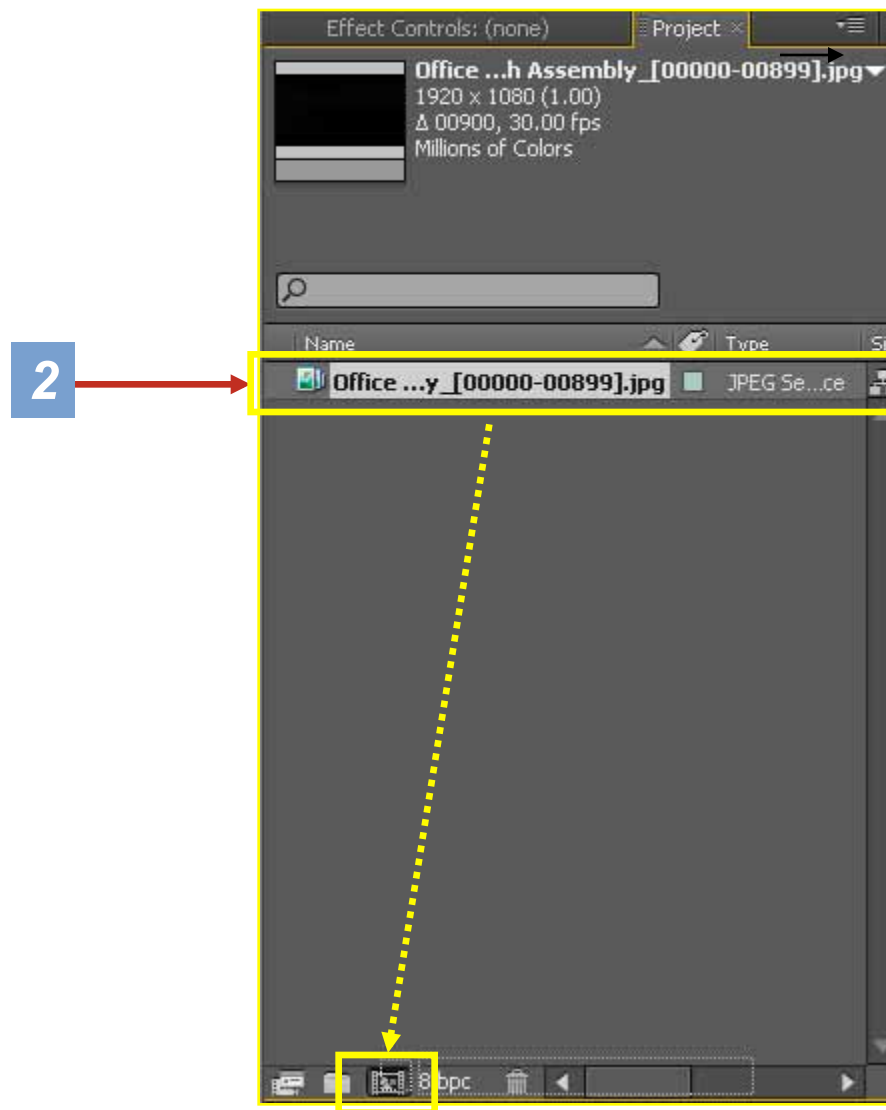 Effect Controls: (none) Project ×
Office ...h Assembly_[00000-00899].jpg
1920 x 1080 (1.00)
Δ 00900, 30.00 fps
Millions of Colors
Name Type Si
2
Office ...y_[00000-00899].jpg JPEG Se...ce
8 bpc